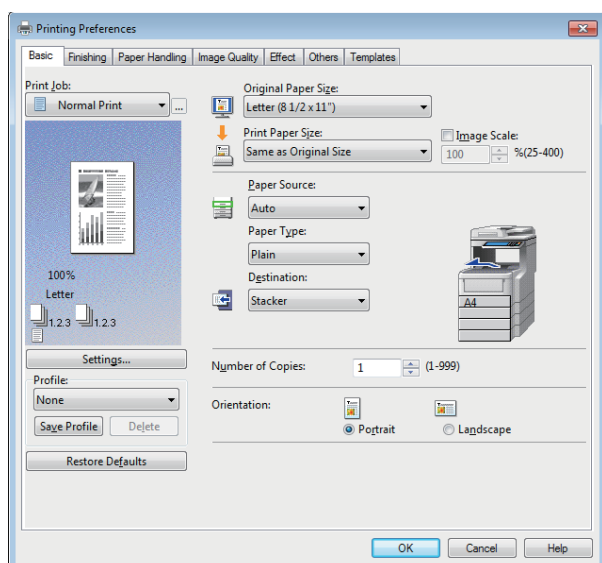 Printing Preferences
Basic Finishing Paper Handling Image Quality Effect Others Templates
Print Job:
Normal Print ...
100%
Letter
1.2.3 1.2.3
Settings...
Profile:
None
Save Profile Delete
Restore Defaults
Original Paper Size:
Letter (8 1/2 x 11")
Print Paper Size:
Same as Original Size
Image Scale:
100 %(25-400)
Paper Source:
Auto
Paper Type:
Plain
Destination:
Stacker
A4
Number of Copies: 1 (1-999)
Orientation:
Portrait Landscape
OK Cancel Help